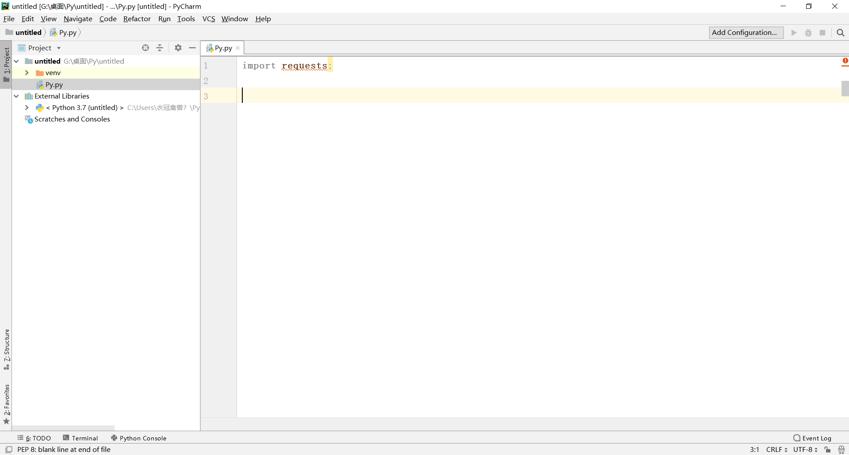 untitled [G:\桌面\Py\untitled] - ...\Py.py [untitled] - PyCharm
File Edit View Navigate Code Refactor Run Tools VCS Window Help
untitled Py.py Add Configuration...
1: Project
Project
Py.py
untitled G:\桌面\Py\untitled
venv
Py.py
External Libraries
< Python 3.7 (untitled) > C:\Users\
Scratches and Consoles
1 import requests:
2
3
7: Structure
2: Favorites
6: TODO Terminal Python Console Event Log
PEP 8: blank line at end of file 3:1 CRLF UTF-8